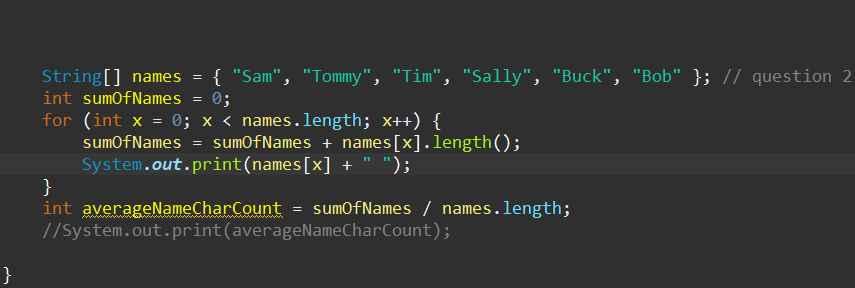 String[] names = { "Sam", "Tommy", "Tim", "Sally", "Buck", "Bob" }; // question 2
int sumOfNames = 0;
for (int x = 0; x < names.length; x++) {
sumOfNames = sumOfNames + names[x].length();
System.out.print(names[x] + " ");
}
int averageNameCharCount = sumOfNames / names.length;
//System.out.print(averageNameCharCount);
}